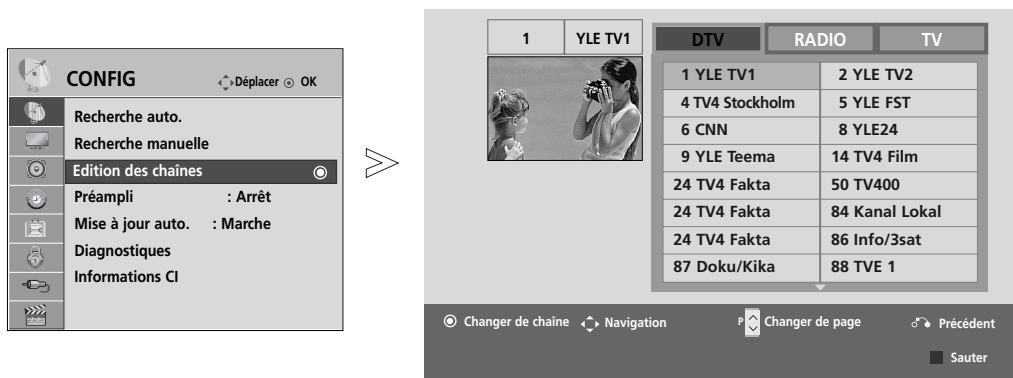 CONFIG
Déplacer OK
Recherche auto.
Recherche manuelle
Edition des chaînes
Préampli : Arrêt
Mise à jour auto. : Marche
Diagnostiques
Informations CI
1 YLE TV1
DTV RADIO TV
1 YLE TV1 2 YLE TV2
4 TV4 Stockholm 5 YLE FST
6 CNN 8 YLE24
9 YLE Teema 14 TV4 Film
24 TV4 Fakta 50 TV400
24 TV4 Fakta 84 Kanal Lokal
24 TV4 Fakta 86 Info/3sat
87 Doku/Kika 88 TVE 1
Changer de chaîne Navigation P Changer de page Précédent
Sauter